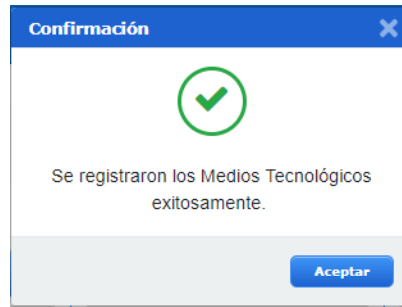 Confirmación
Se registraron los Medios Tecnológicos
exitosamente.
Aceptar